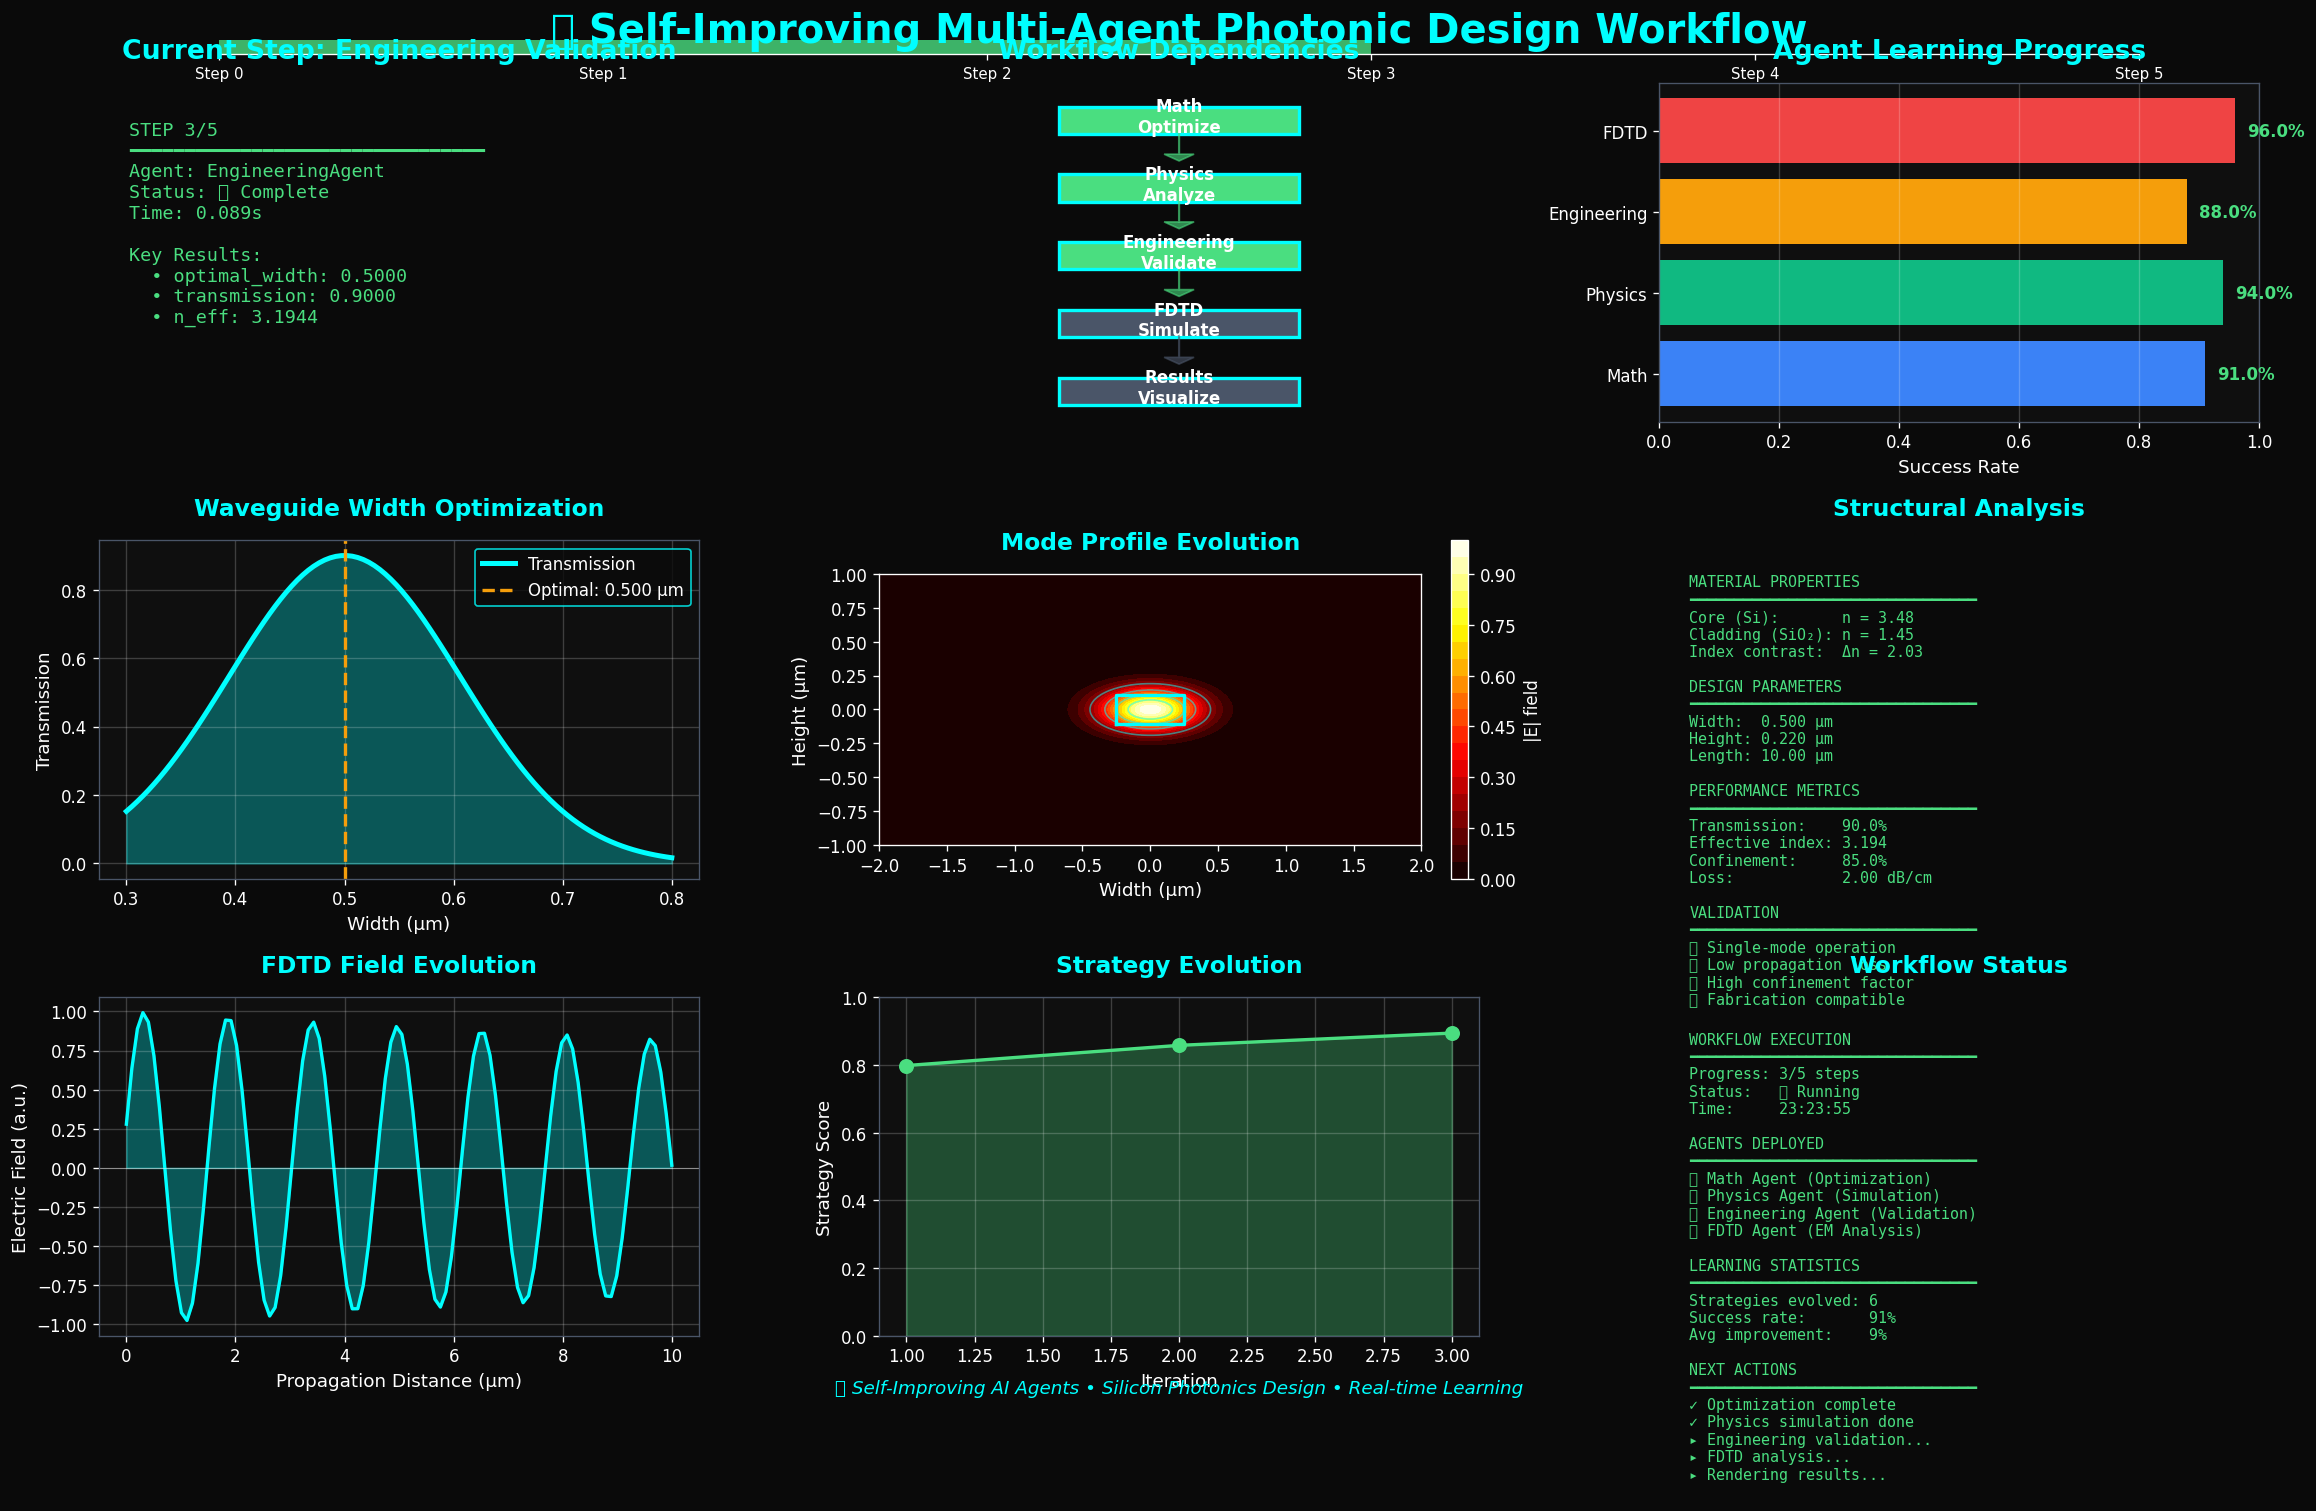 ▯ Self-Improving Multi-Agent Photonic Design Workflow
Current Step: Engineering Validation
Workflow Dependencies
Agent Learning Progress
Step 0
Step 1
Step 2
Step 3
Step 4
Step 5
STEP 3/5
Agent: EngineeringAgent
Status: ▯ Complete
Time: 0.089s
Key Results:
• optimal_width: 0.5000
• transmission: 0.9000
• n_eff: 3.1944
Math
Optimize
Physics
Analyze
Engineering
Validate
FDTD
Simulate
Results
Visualize
FDTD
96.0%
Engineering
88.0%
Physics
94.0%
Math
91.0%
0.0 0.2 0.4 0.6 0.8 1.0
Success Rate
Waveguide Width Optimization
Transmission
Optimal: 0.500 μm
Transmission
0.8
0.6
0.4
0.2
0.0
0.3 0.4 0.5 0.6 0.7 0.8
Width (μm)
Mode Profile Evolution
Height (μm)
1.00
0.75
0.50
0.25
0.00
−0.25
−0.50
−0.75
−1.00
−2.0 −1.5 −1.0 −0.5 0.0 0.5 1.0 1.5 2.0
Width (μm)
0.90
0.75
0.60
0.45
0.30
0.15
0.00
|E| field
Structural Analysis
MATERIAL PROPERTIES
Core (Si): n = 3.48
Cladding (SiO₂): n = 1.45
Index contrast: Δn = 2.03
DESIGN PARAMETERS
Width: 0.500 μm
Height: 0.220 μm
Length: 10.00 μm
PERFORMANCE METRICS
Transmission: 90.0%
Effective index: 3.194
Confinement: 85.0%
Loss: 2.00 dB/cm
VALIDATION
▯ Single-mode operation
▯ Low propagation
▯ High confinement factor
▯ Fabrication compatible
FDTD Field Evolution
Electric Field (a.u.)
1.00
0.75
0.50
0.25
0.00
−0.25
−0.50
−0.75
−1.00
0 2 4 6 8 10
Propagation Distance (μm)
Strategy Evolution
Strategy Score
1.0
0.8
0.6
0.4
0.2
0.0
1.00 1.25 1.50 1.75 2.00 2.25 2.50 2.75 3.00
Iteration
Workflow Status
WORKFLOW EXECUTION
Progress: 3/5 steps
Status: ▯ Running
Time: 23:23:55
AGENTS DEPLOYED
▯ Math Agent (Optimization)
▯ Physics Agent (Simulation)
▯ Engineering Agent (Validation)
▯ FDTD Agent (EM Analysis)
LEARNING STATISTICS
Strategies evolved: 6
Success rate: 91%
Avg improvement: 9%
NEXT ACTIONS
✓ Optimization complete
✓ Physics simulation done
▸ Engineering validation...
▸ FDTD analysis...
▸ Rendering results...
▯ Self-Improving AI Agents • Silicon Photonics Design • Real-time Learning